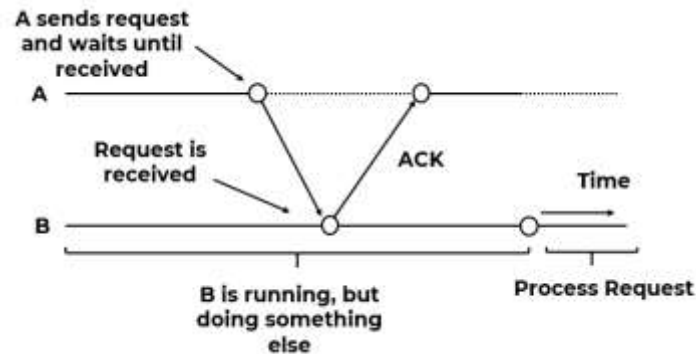 A sends request
and waits until
received
A
Request is
received
ACK
Time
B
B is running, but
doing something
else
Process Request